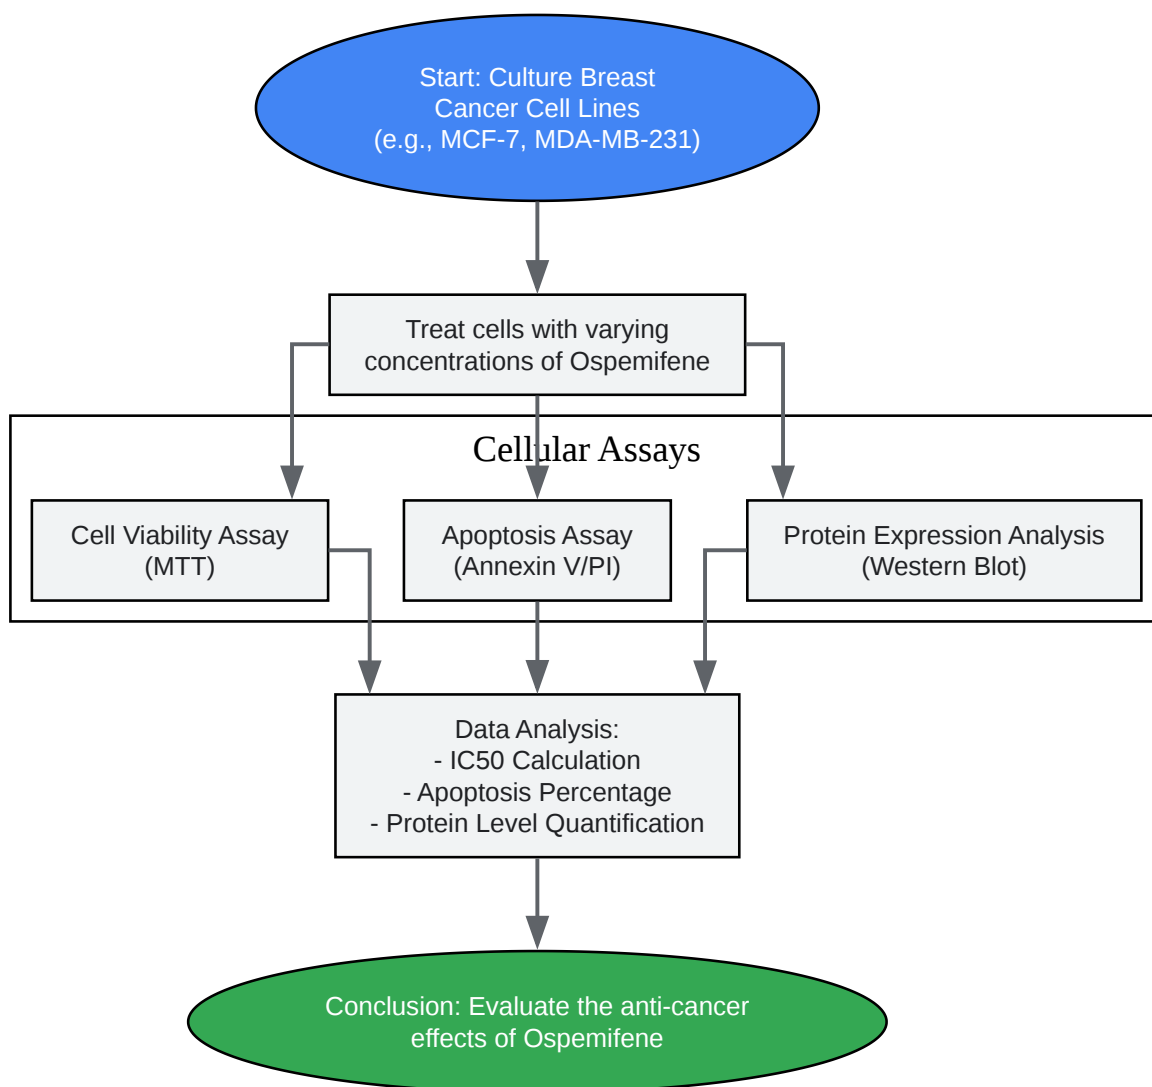 Start: Culture Breast
Cancer Cell Lines
(e.g., MCF-7, MDA-MB-231)
Treat cells with varying
concentrations of Ospemifene
Cellular Assays
Cell Viability Assay
(MTT)
Apoptosis Assay
(Annexin V/PI)
Protein Expression Analysis
(Western Blot)
Data Analysis:
- IC50 Calculation
- Apoptosis Percentage
- Protein Level Quantification
Conclusion: Evaluate the anti-cancer
effects of Ospemifene